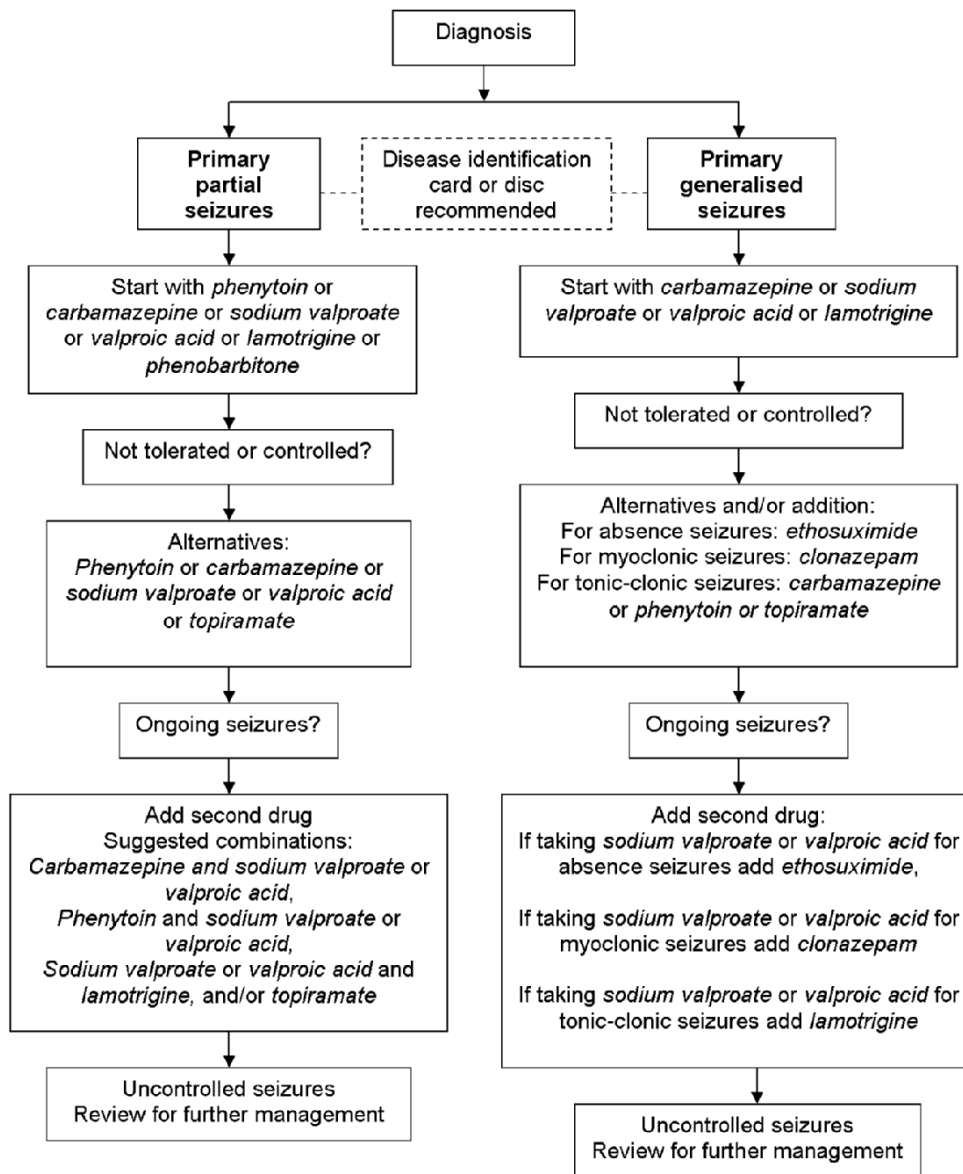 Diagnosis
Primary
partial
seizures
Disease identification
card or disc
recommended
Primary
generalised
seizures
Start with phenytoin or
carbamazepine or sodium valproate
or valproic acid or lamotrigine or
phenobarbitone
Start with carbamazepine or sodium
valproate or valproic acid or lamotrigine
Not tolerated or controlled?
Not tolerated or controlled?
Alternatives:
Phenytoin or carbamazepine or
sodium valproate or valproic acid
or topiramate
Alternatives and/or addition:
For absence seizures: ethosuximide
For myoclonic seizures: clonazepam
For tonic-clonic seizures: carbamazepine
or phenytoin or topiramate
Ongoing seizures?
Ongoing seizures?
Add second drug
Suggested combinations:
Carbamazepine and sodium valproate or
valproic acid,
Phenytoin and sodium valproate or
valproic acid,
Sodium valproate or valproic acid and
lamotrigine, and/or topiramate
Add second drug:
If taking sodium valproate or valproic acid for
absence seizures add ethosuximide,
If taking sodium valproate or valproic acid for
myoclonic seizures add clonazepam
If taking sodium valproate or valproic acid for
tonic-clonic seizures add lamotrigine
Uncontrolled seizures
Review for further management
Uncontrolled seizures
Review for further management